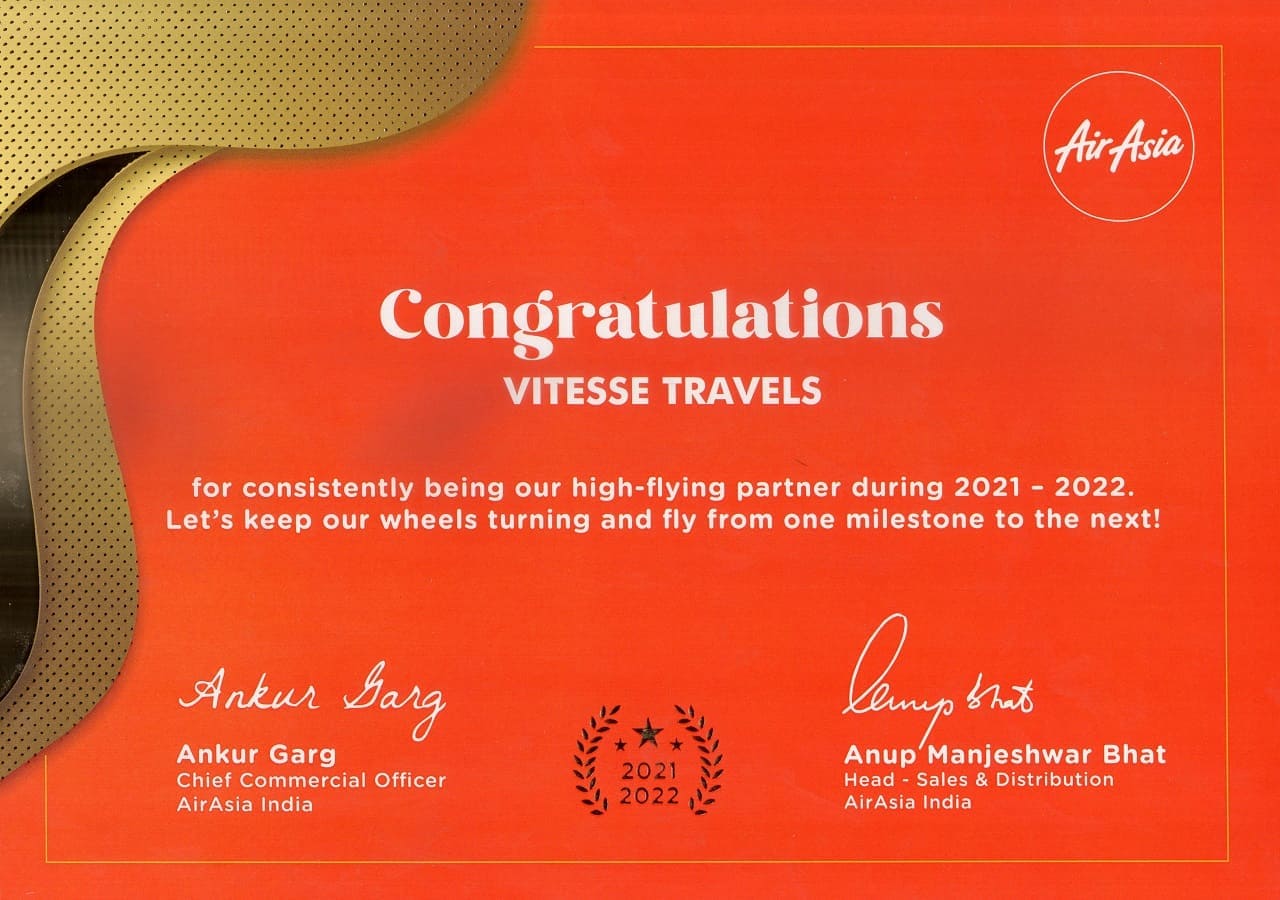 AirAsia
Congratulations
VITESSE TRAVELS
for consistently being our high-flying partner during 2021 – 2022.
Let's keep our wheels turning and fly from one milestone to the next!
Ankur Garg
Ankur Garg
Chief Commercial Officer
AirAsia India
2021
2022
Anup Bhat
Anup Manjeshwar Bhat
Head - Sales & Distribution
AirAsia India